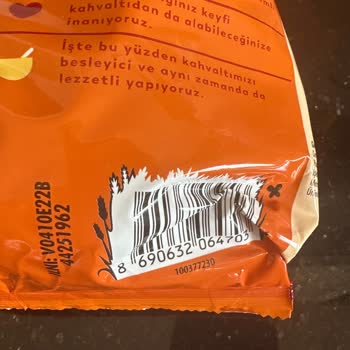 kahvaltıdan da alabileceğinize
inanıyoruz.
İşte bu yüzden kahvaltımızı
besleyici ve aynı zamanda da
lezzetli yapıyoruz.
V0410E22B
44251962
8 690632 064703
100377230